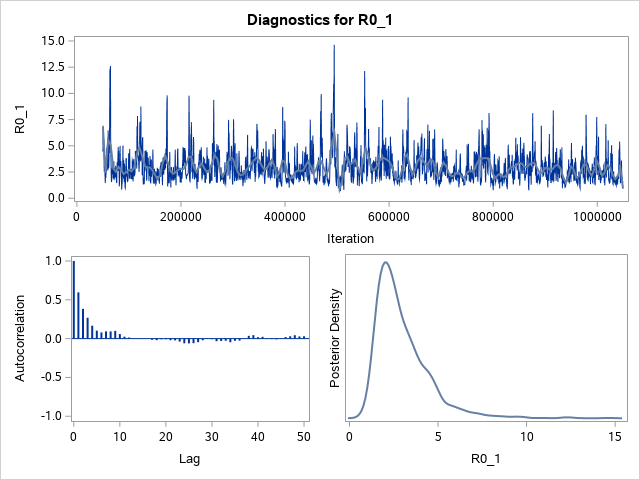 Diagnostics for R0_1
R0_1
15.0
12.5
10.0
7.5
5.0
2.5
0.0
0 200000 400000 600000 800000 1000000
Iteration
Autocorrelation
1.0
0.5
0.0
-0.5
-1.0
0 10 20 30 40 50
Lag
Posterior Density
0 5 10 15
R0_1